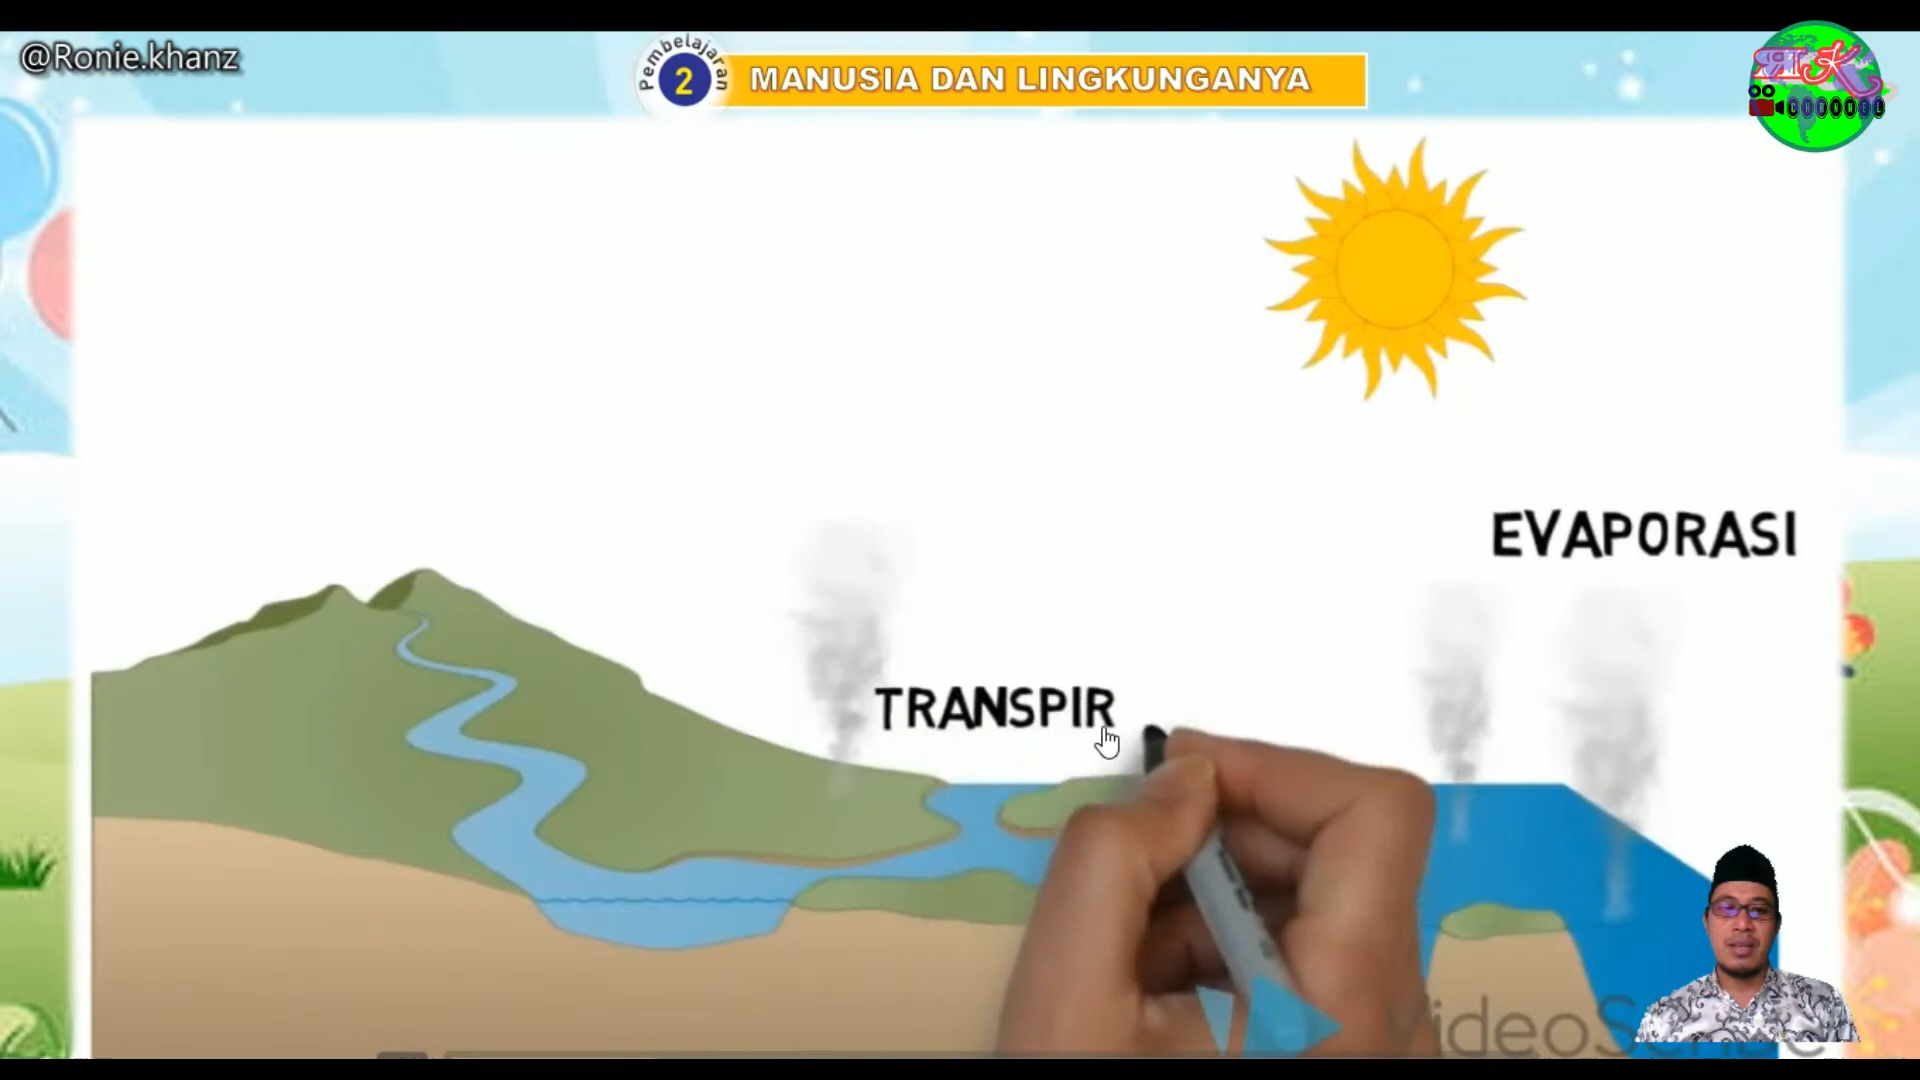 @Ronie.khanz
Pembelajaran
2
MANUSIA DAN LINGKUNGANYA
EVAPORASI
TRANSPIR